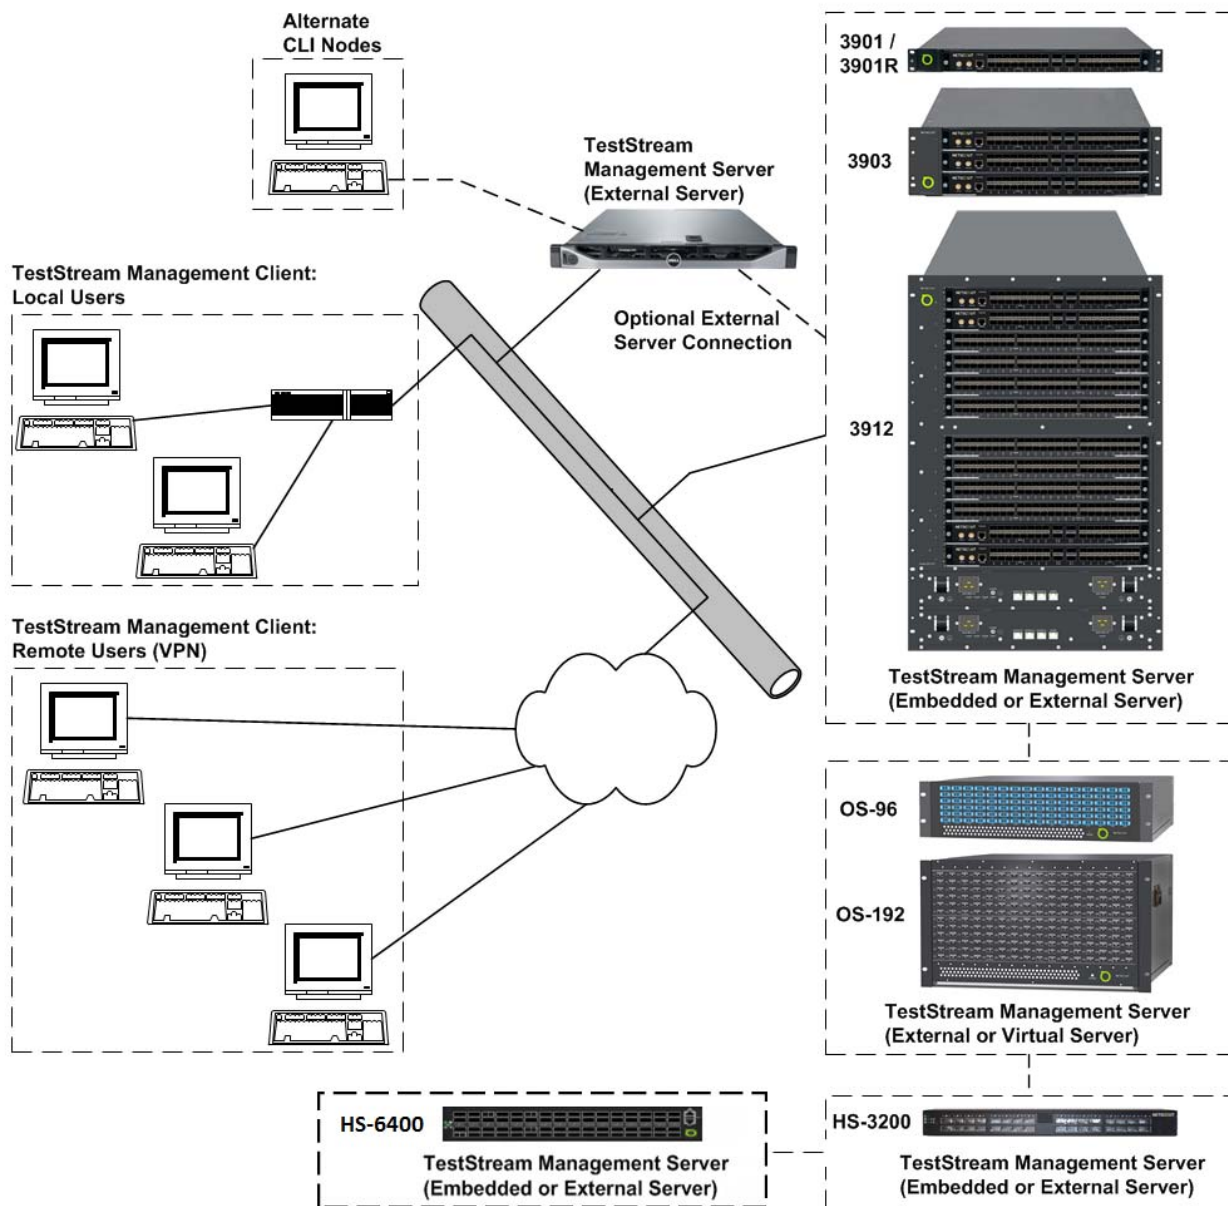 Alternate
CLI Nodes
TestStream
Management Server
(External Server)
3901 /
3901R
3903
TestStream Management Client:
Local Users
Optional External
Server Connection
3912
TestStream Management Client:
Remote Users (VPN)
TestStream Management Server
(Embedded or External Server)
OS-96
OS-192
TestStream Management Server
(External or Virtual Server)
HS-6400
TestStream Management Server
(Embedded or External Server)
HS-3200
TestStream Management Server
(Embedded or External Server)